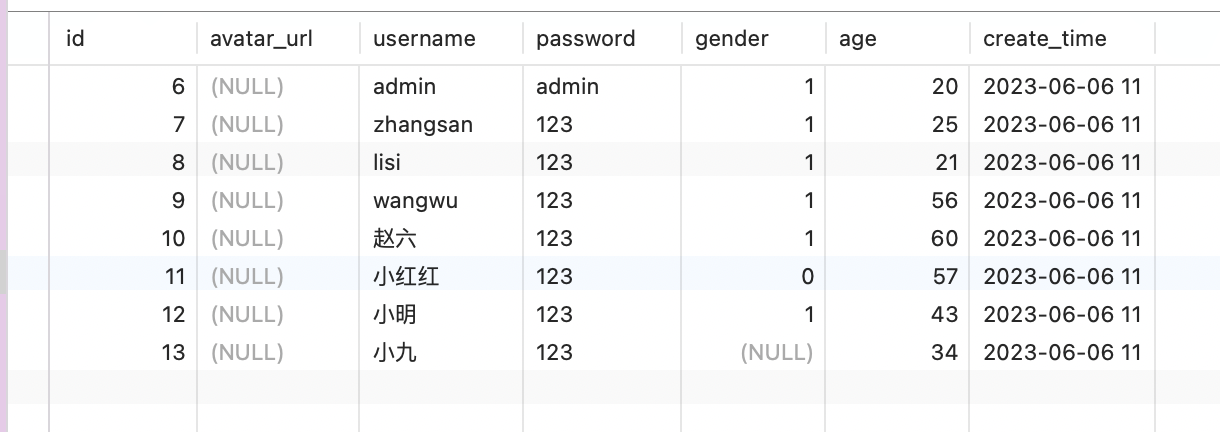 id avatar_url username password gender age create_time
6 (NULL) admin admin 1 20 2023-06-06 11
7 (NULL) zhangsan 123 1 25 2023-06-06 11
8 (NULL) lisi 123 1 21 2023-06-06 11
9 (NULL) wangwu 123 1 56 2023-06-06 11
10 (NULL) 赵六 123 1 60 2023-06-06 11
11 (NULL) 小红红 123 0 57 2023-06-06 11
12 (NULL) 小明 123 1 43 2023-06-06 11
13 (NULL) 小九 123 (NULL) 34 2023-06-06 11